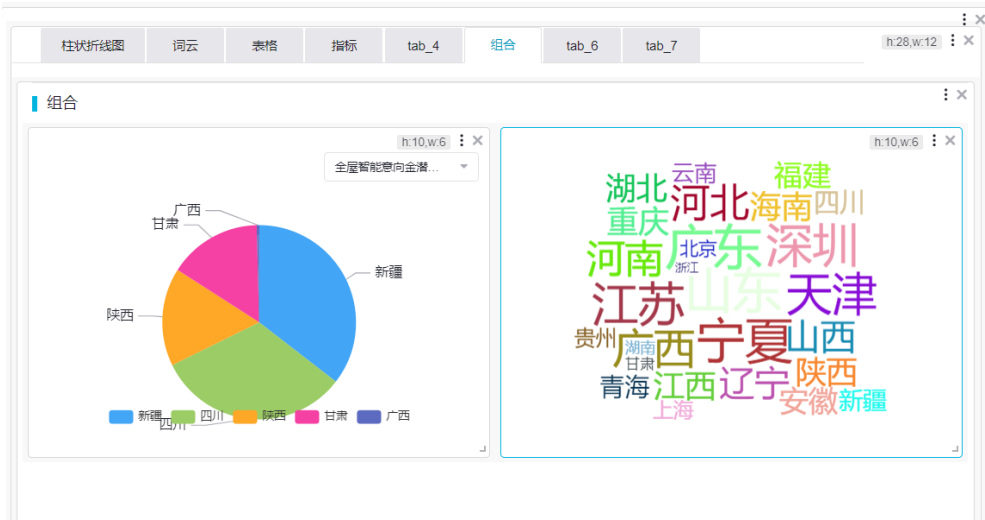 柱状折线图 词云 表格 指标 tab_4 组合 tab_6 tab_7
h:28,w:12
组合
h:10,w:6
全屋智能意向金潜...
广西
甘肃
新疆
陕西
四川
新疆 四川 陕西 甘肃 广西
h:10,w:6
云南 福建
湖北 河北 海南 四川
重庆 广东 深圳
河南 北京
浙江
江苏 山东 天津
贵州 广西 宁夏 山西
湖南
甘肃
青海 江西 辽宁 陕西
上海 安徽 新疆